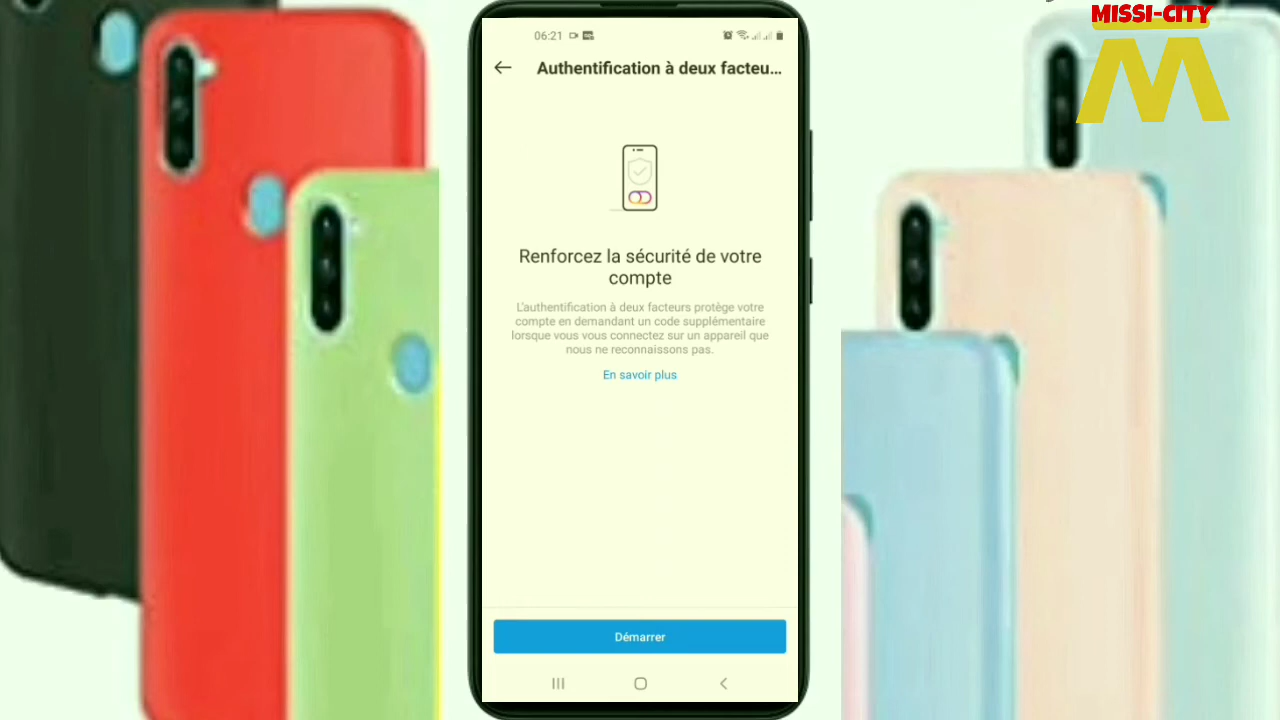 MISSI-CITY
M
06:21
Authentification à deux facteu...
Renforcez la sécurité de votre
compte
L'authentification à deux facteurs protège votre
compte en demandant un code supplémentaire
lorsque vous vous connectez sur un appareil que
nous ne reconnaissons pas.
En savoir plus
Démarrer